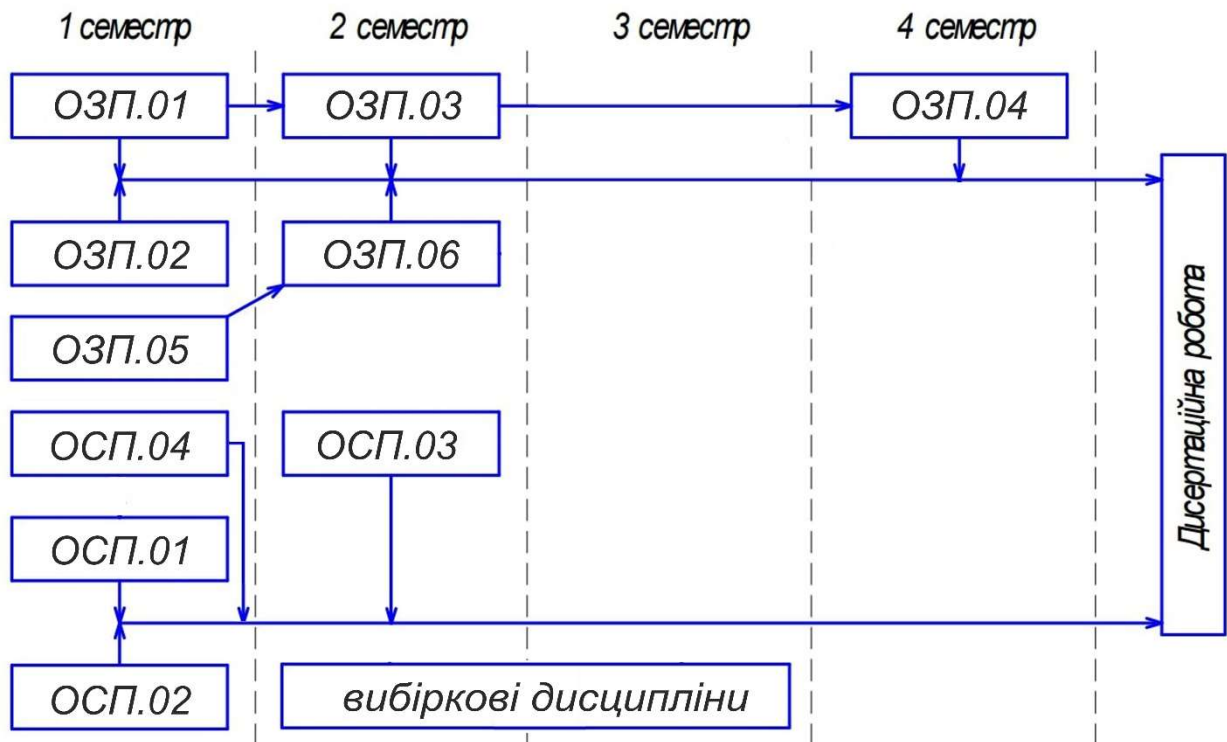 1 семестр 2 семестр 3 семестр 4 семестр
ОЗП.01 ОЗП.03 ОЗП.04
ОЗП.02 ОЗП.06
ОЗП.05
ОСП.04 ОСП.03
ОСП.01
ОСП.02 вибіркові дисципліни
Дисертаційна робота